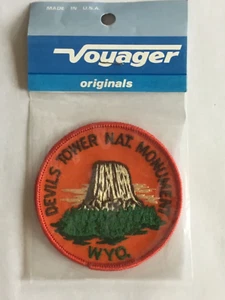 MADE IN U.S.A.
Voyager
originals
DEVILS TOWER NAT. MONUMENT
WYO.